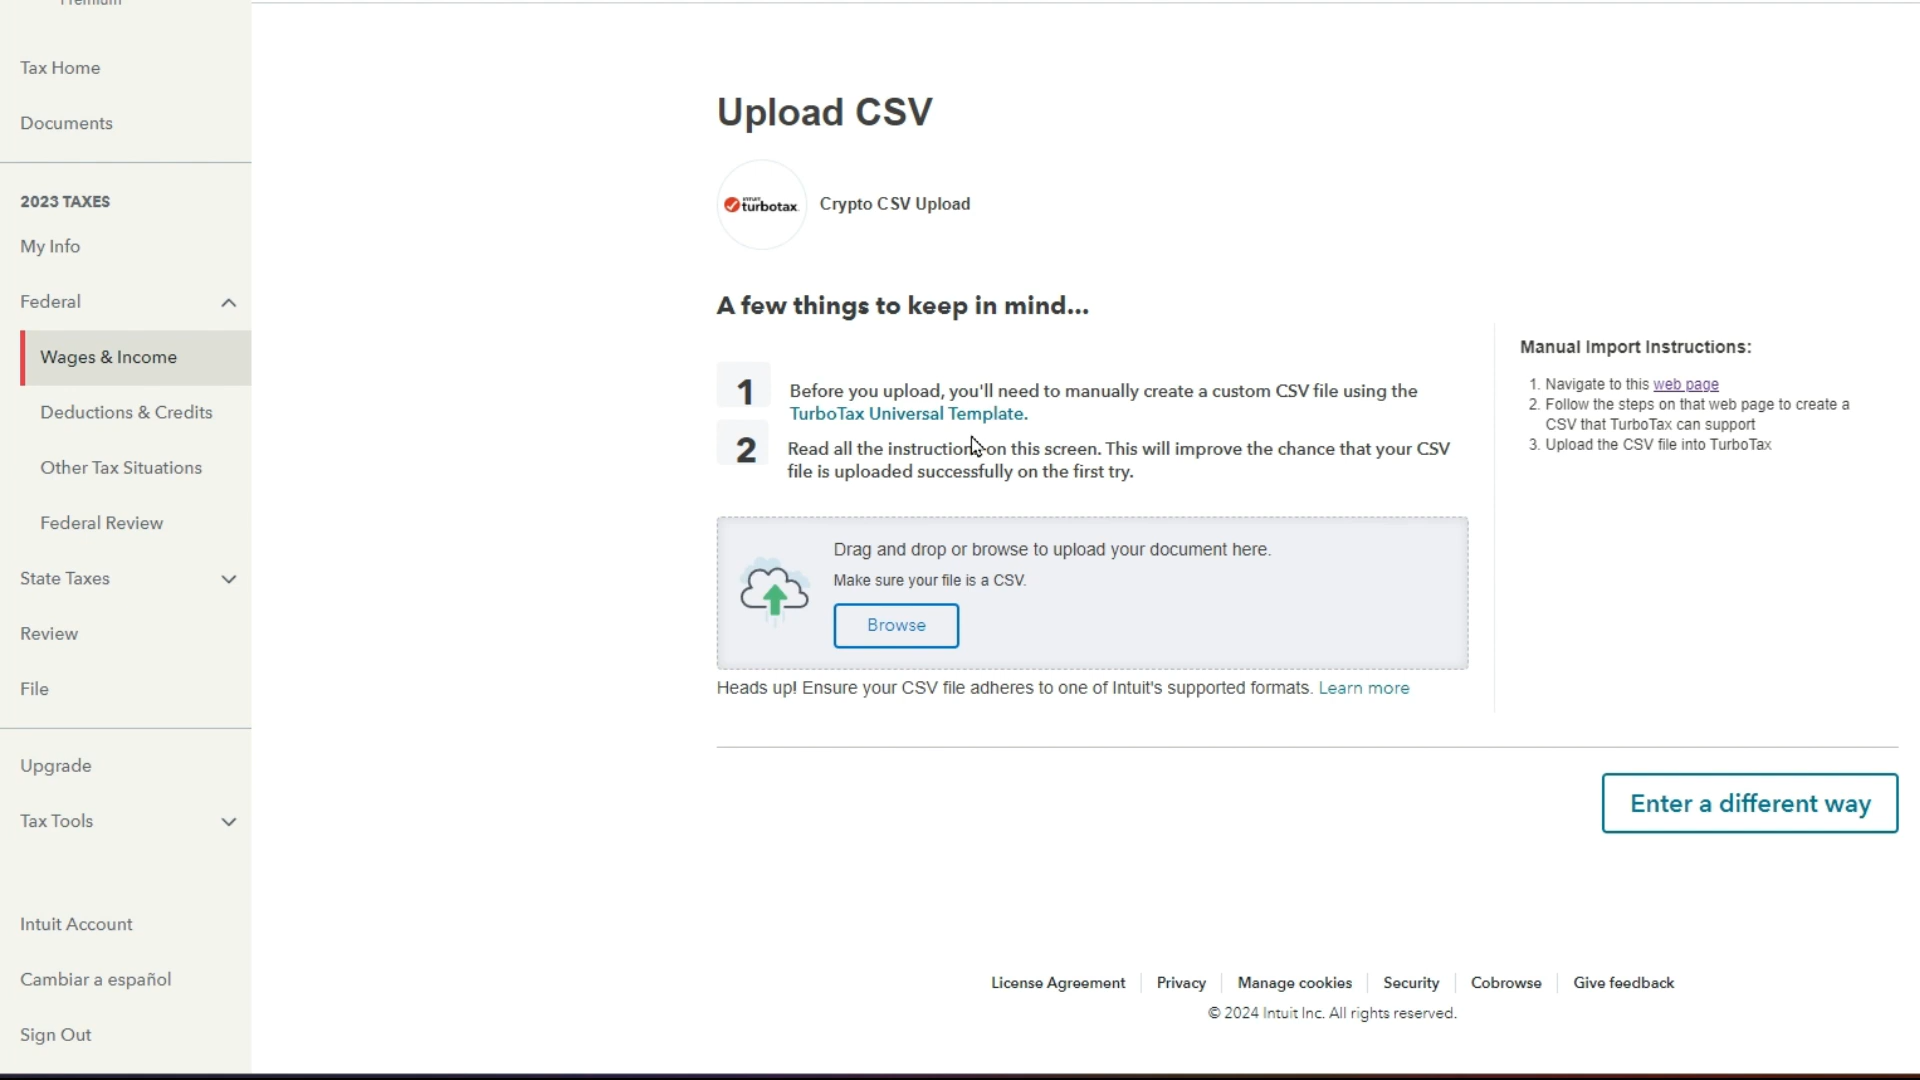 Premium
Tax Home
Documents
2023 TAXES
My Info
Federal
Wages & Income
Deductions & Credits
Other Tax Situations
Federal Review
State Taxes
Review
File
Upgrade
Tax Tools
Intuit Account
Cambiar a español
Sign Out
Upload CSV
intuit
turbotax
Crypto CSV Upload
A few things to keep in mind...
1
Before you upload, you'll need to manually create a custom CSV file using the
TurboTax Universal Template.
2
Read all the instructions on this screen. This will improve the chance that your CSV
file is uploaded successfully on the first try.
Drag and drop or browse to upload your document here.
Make sure your file is a CSV.
Browse
Heads up! Ensure your CSV file adheres to one of Intuit's supported formats. Learn more
Manual Import Instructions:
1. Navigate to this web page
2. Follow the steps on that web page to create a
CSV that TurboTax can support
3. Upload the CSV file into TurboTax
Enter a different way
License Agreement Privacy Manage cookies Security Cobrowse Give feedback
© 2024 Intuit Inc. All rights reserved.